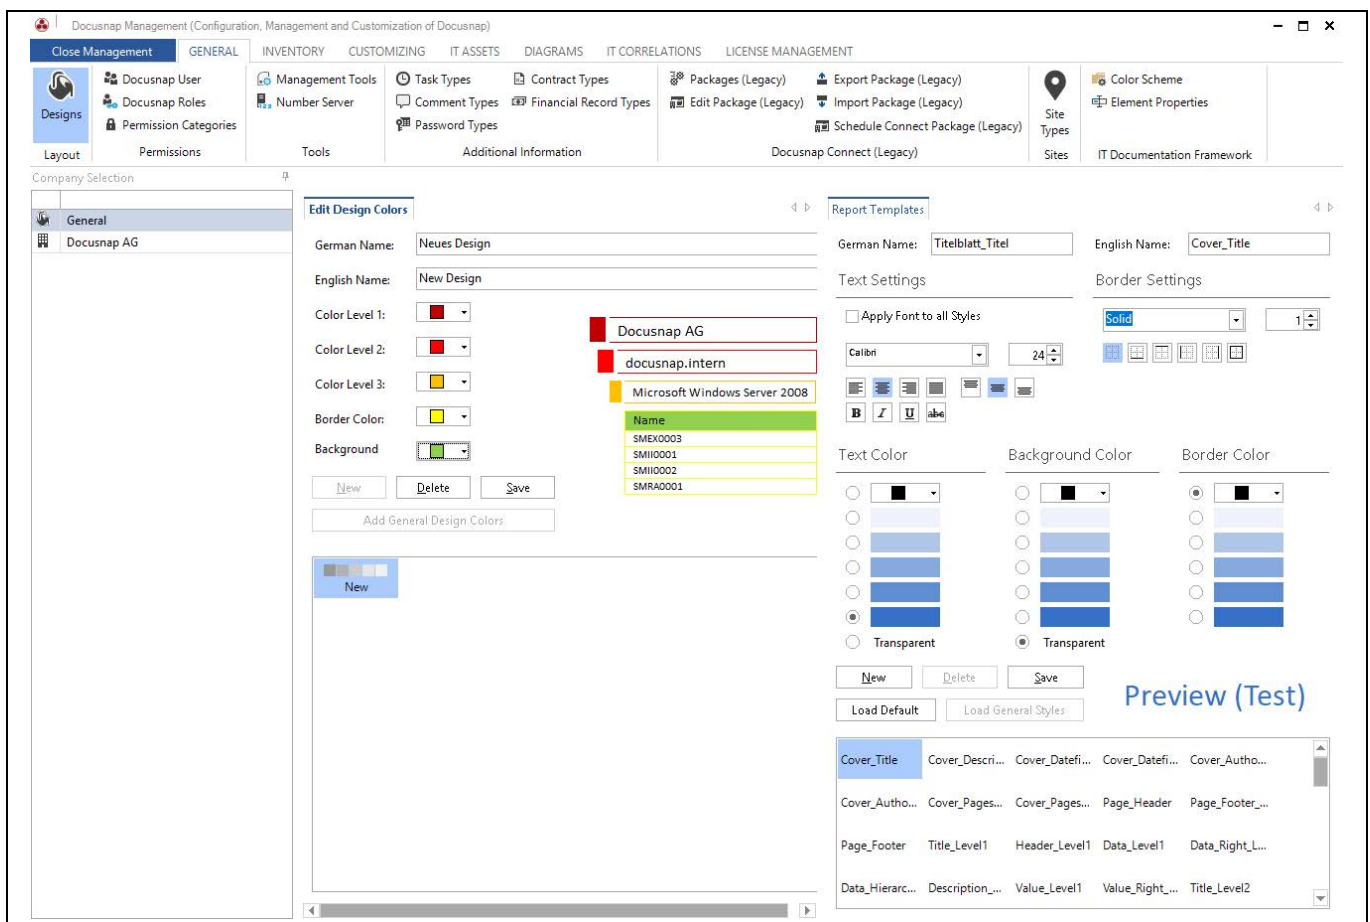 Docusnap Management (Configuration, Management and Customization of Docusnap)
Close Management GENERAL INVENTORY CUSTOMIZING IT ASSETS DIAGRAMS IT CORRELATIONS LICENSE MANAGEMENT
Designs
Layout
Docusnap User
Docusnap Roles
Permission Categories
Permissions
Management Tools
Number Server
Tools
Task Types
Comment Types
Password Types
Contract Types
Financial Record Types
Additional Information
Packages (Legacy)
Edit Package (Legacy)
Export Package (Legacy)
Import Package (Legacy)
Schedule Connect Package (Legacy)
Docusnap Connect (Legacy)
Site
Types
Sites
Color Scheme
Element Properties
IT Documentation Framework
Company Selection
General
Docusnap AG
Edit Design Colors
German Name: Neues Design
English Name: New Design
Color Level 1:
Color Level 2:
Color Level 3:
Border Color:
Background
Docusnap AG
docusnap.intern
Microsoft Windows Server 2008
Name
SMEX0003
SMII0001
SMII0002
SMRA0001
New Delete Save
Add General Design Colors
New
Report Templates
German Name: Titelblatt_Titel English Name: Cover_Title
Text Settings Border Settings
Apply Font to all Styles
Solid 1
Calibri 24
B I U abc
Text Color Background Color Border Color
Transparent Transparent
New Delete Save
Load Default Load General Styles
Preview (Test)
Cover_Title Cover_Descri... Cover_Datefi... Cover_Datefi... Cover_Autho...
Cover_Autho... Cover_Pages... Cover_Pages... Page_Header Page_Footer_...
Page_Footer Title_Level1 Header_Level1 Data_Level1 Data_Right_L...
Data_Hierarc... Description_... Value_Level1 Value_Right_... Title_Level2